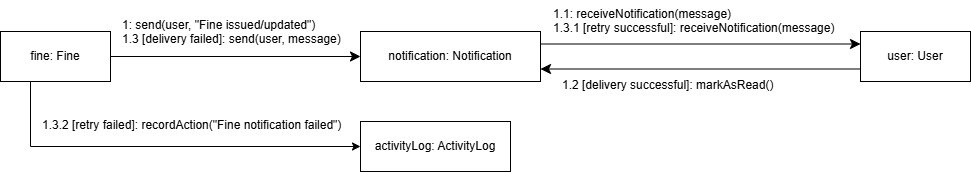 1: send(user, "Fine issued/updated")
1.3 [delivery failed]: send(user, message)
1.1: receiveNotification(message)
1.3.1 [retry successful]: receiveNotification(message)
fine: Fine
notification: Notification
user: User
1.2 [delivery successful]: markAsRead()
1.3.2 [retry failed]: recordAction("Fine notification failed")
activityLog: ActivityLog